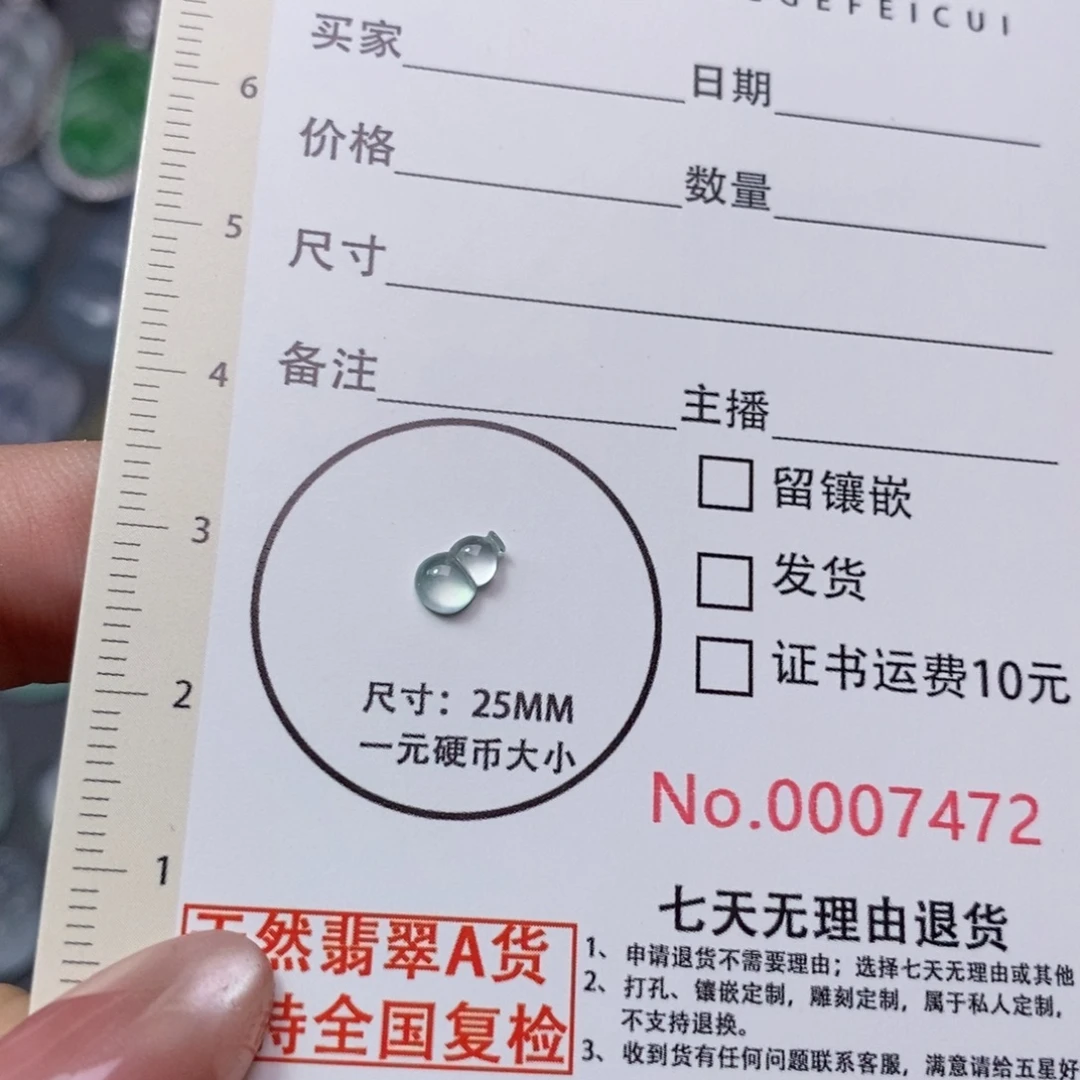 GEFEICUI
买家 日期
价格 数量
尺寸
备注 主播
留镶嵌
发货
证书运费10元
尺寸：25MM
一元硬币大小
No.0007472
6
5
4
3
2
1
然翡翠A货
持全国复检
七天无理由退货
1、申请退货不需要理由；选择七天无理由或其他
2、打孔、镶嵌定制，雕刻定制，属于私人定制，
不支持退换。
3、收到货有任何问题联系客服，满意请给五星好